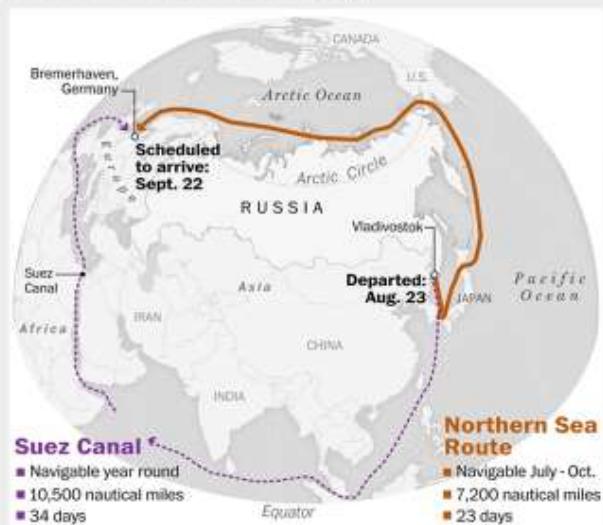 CANADA
U.S.
Bremerhaven,
Germany
Arctic Ocean
Scheduled
to arrive:
Sept. 22
Europe
Arctic Circle
RUSSIA
Vladivostok
Suez
Canal
Departed:
Aug. 23
Asia
JAPAN
Pacific
Ocean
Africa
IRAN
CHINA
INDIA
Suez Canal
■ Navigable year round
■ 10,500 nautical miles
■ 34 days
Equator
Northern Sea
Route
■ Navigable July - Oct.
■ 7,200 nautical miles
■ 23 days